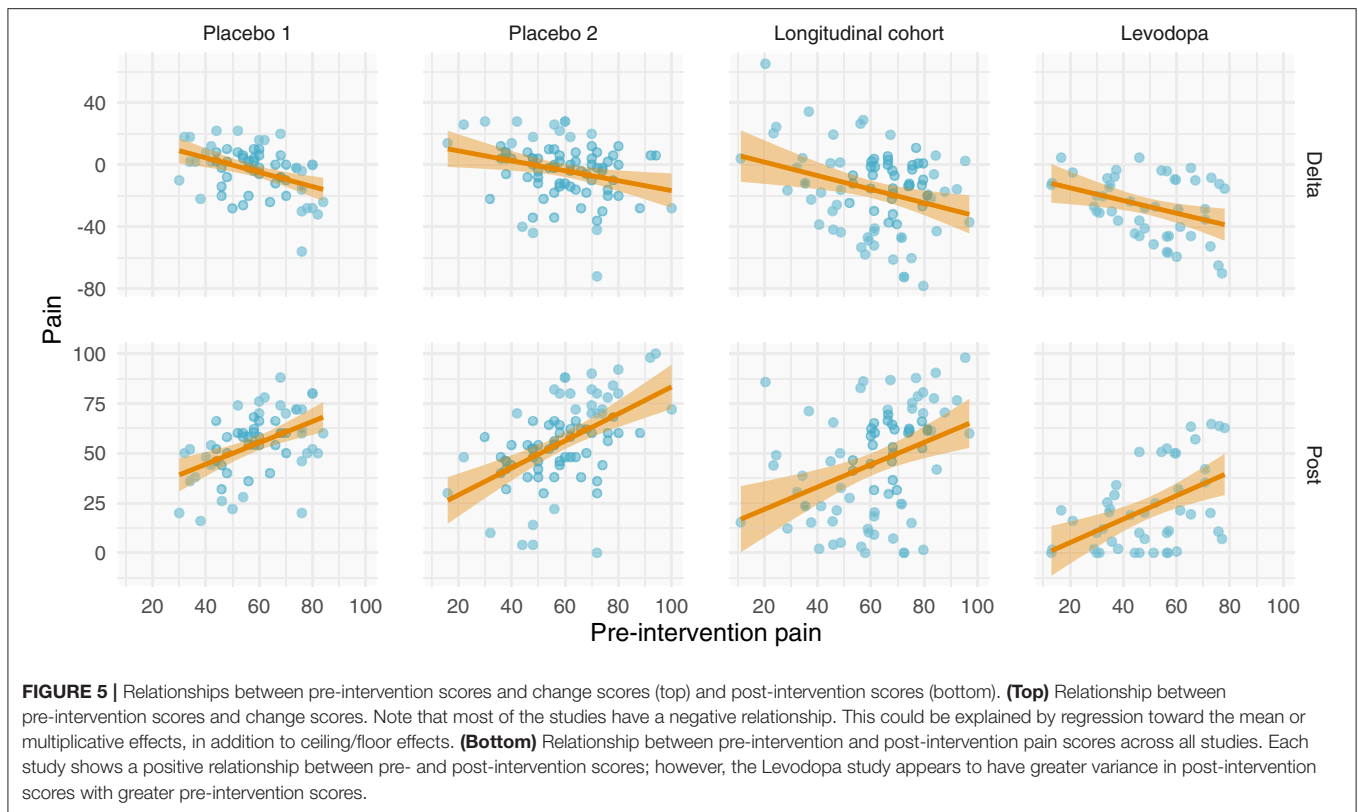 Placebo 1 Placebo 2 Longitudinal cohort Levodopa
40
0
-40
-80
Delta
Pain
100
75
50
25
0
Post
20 40 60 80 100 20 40 60 80 100 20 40 60 80 100 20 40 60 80 100
Pre-intervention pain
FIGURE 5 | Relationships between pre-intervention scores and change scores (top) and post-intervention scores (bottom). (Top) Relationship between
pre-intervention scores and change scores. Note that most of the studies have a negative relationship. This could be explained by regression toward the mean or
multiplicative effects, in addition to ceiling/floor effects. (Bottom) Relationship between pre-intervention and post-intervention pain scores across all studies. Each
study shows a positive relationship between pre- and post-intervention scores; however, the Levodopa study appears to have greater variance in post-intervention
scores with greater pre-intervention scores.